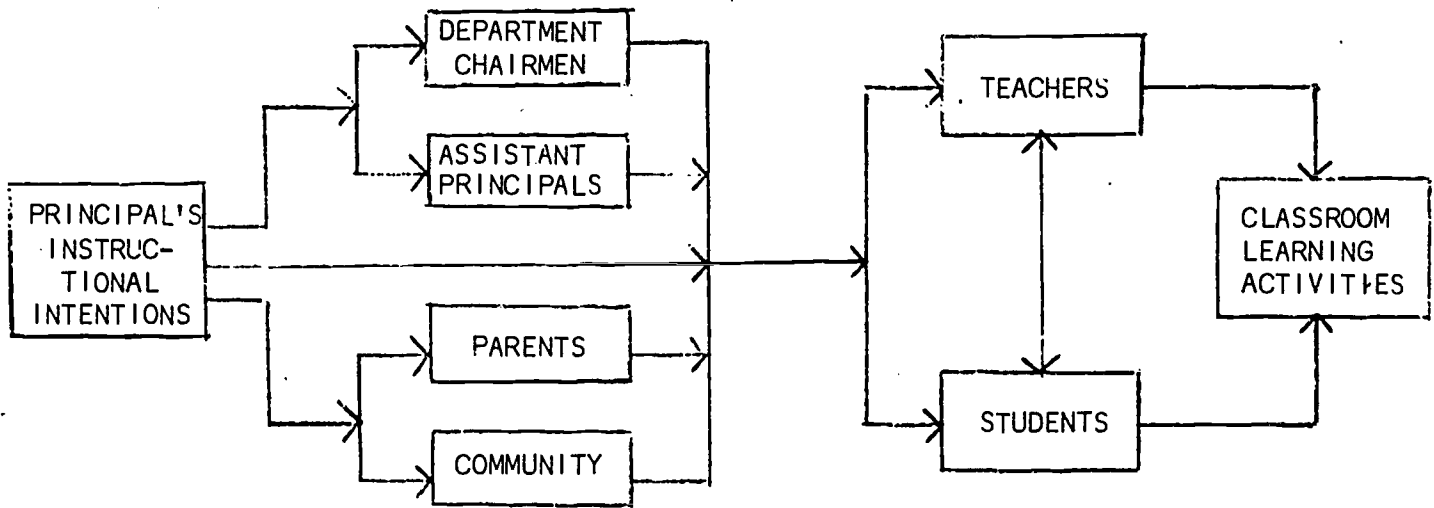 DEPARTMENT
CHAIRMEN
ASSISTANT
PRINCIPALS
PRINCIPAL'S
INSTRUC-
TIONAL
INTENTIONS
PARENTS
COMMUNITY
TEACHERS
STUDENTS
CLASSROOM
LEARNING
ACTIVITIES